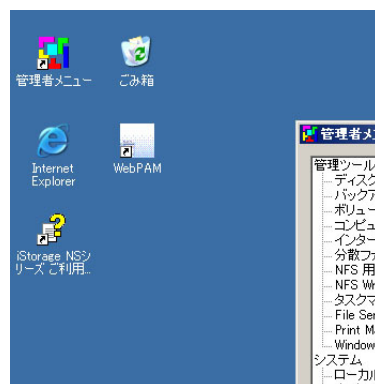 管理者メニュー
ごみ箱
Internet
Explorer
WebPAM
iStorage NSシ
リーズ ご利用...
管理者メ
管理ツール
ディスク
バックア
ボリュー
コンピュ
インター
分散フ
NFS 用
NFS
タスクマ
File Ser
Print M
Window
システム
ローカル